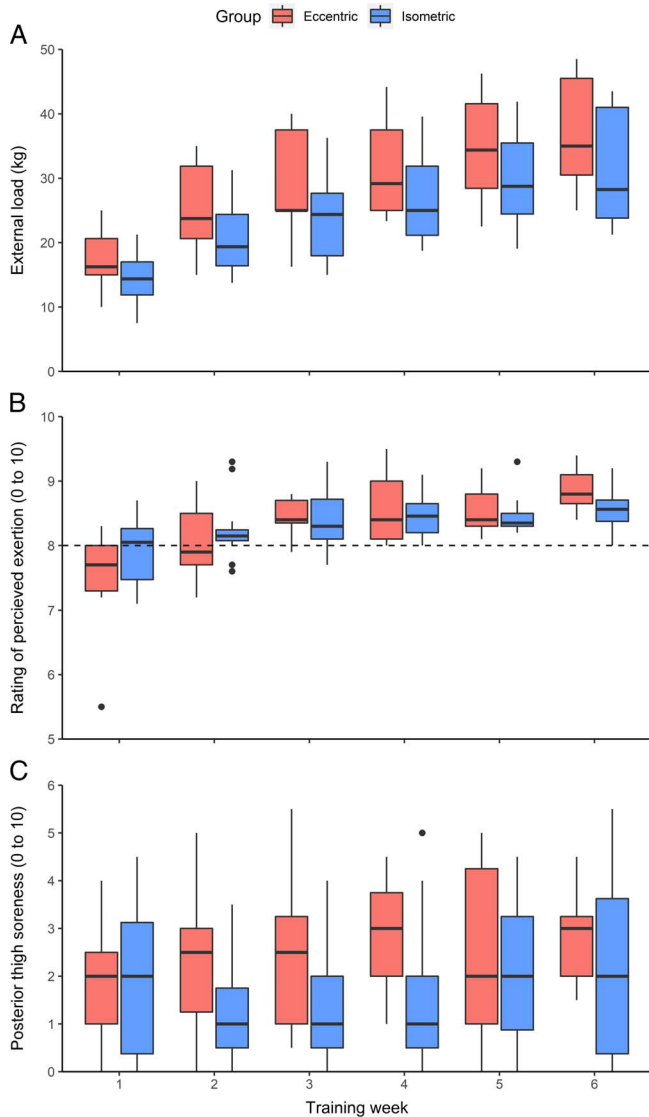 Group Eccentric Isometric
A
External load (kg)
50
40
30
20
10
0
B
Rating of percieved exertion (0 to 10)
10
9
8
7
6
5
C
Posterior thigh soreness (0 to 10)
6
5
4
3
2
1
0
1 2 3 4 5 6
Training week